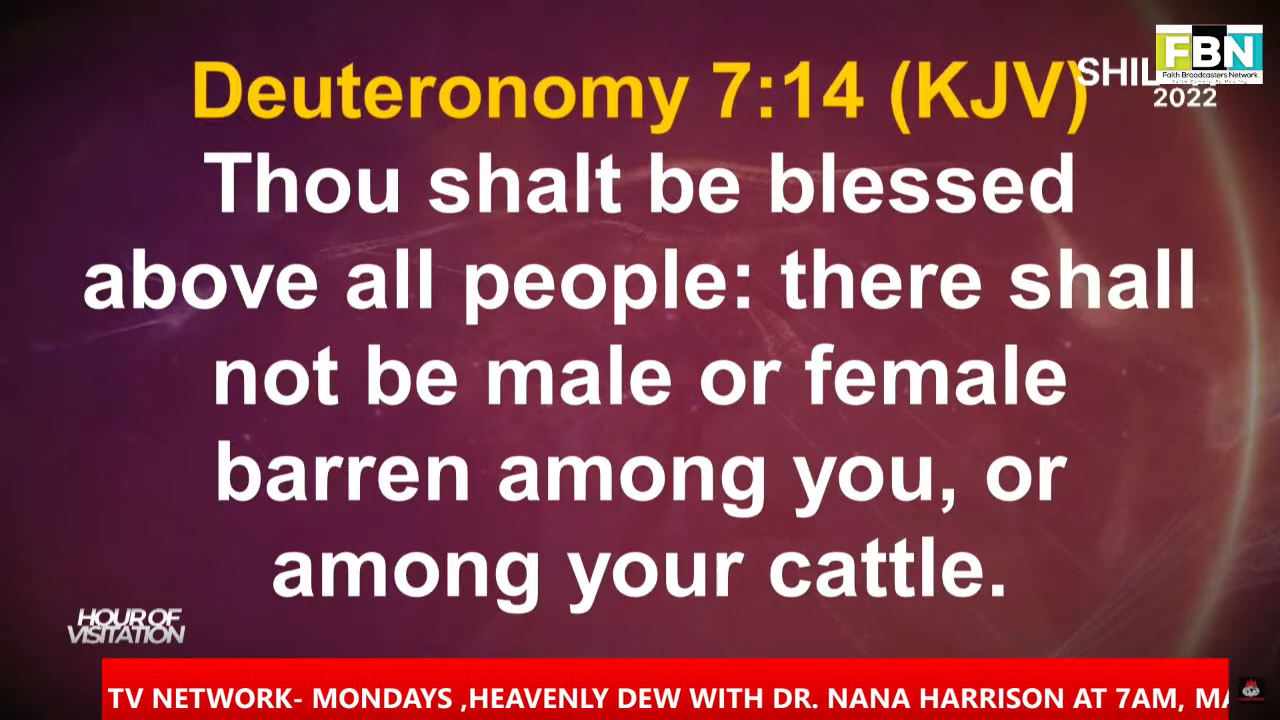 Deuteronomy 7:14 (KJV)
Thou shalt be blessed
above all people: there shall
not be male or female
barren among you, or
among your cattle.
FBN
Faith Broadcasters Network
2022
HOUR OF
VISITATION
TV NETWORK- MONDAYS ,HEAVENLY DEW WITH DR. NANA HARRISON AT 7AM,